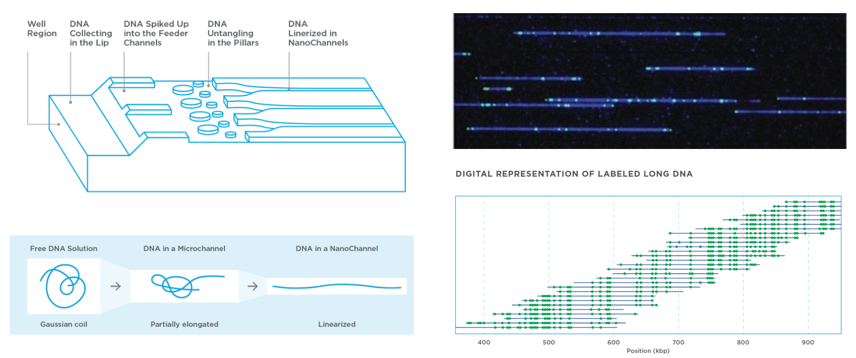 Well
Region
DNA
Collecting
in the Lip
DNA Spiked Up
into the Feeder
Channels
DNA
Untangling
in the Pillars
DNA
Linerized in
NanoChannels
Free DNA Solution
DNA in a Microchannel
DNA in a NanoChannel
Gaussian coil
Partially elongated
Linearized
DIGITAL REPRESENTATION OF LABELED LONG DNA
400 500 600 700 800 900
Position (kbp)